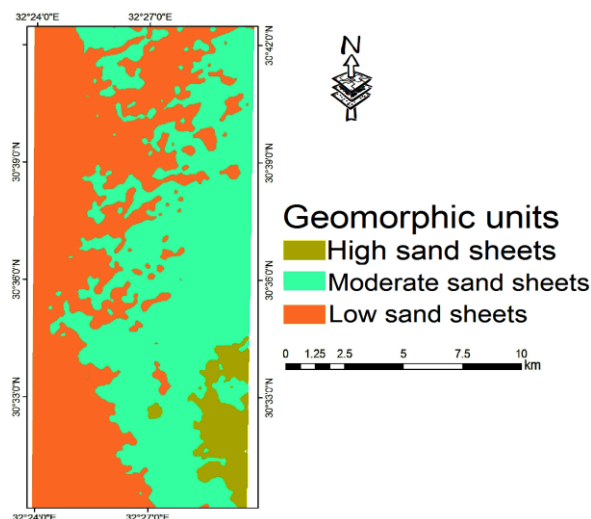 32°24'0"E 32°27'0"E
30°42'0"N
30°39'0"N 30°39'0"N
30°36'0"N 30°36'0"N
30°33'0"N 30°33'0"N
32°24'0"E 32°27'0"E
N
Geomorphic units
High sand sheets
Moderate sand sheets
Low sand sheets
0 1.25 2.5 5 7.5 10
km